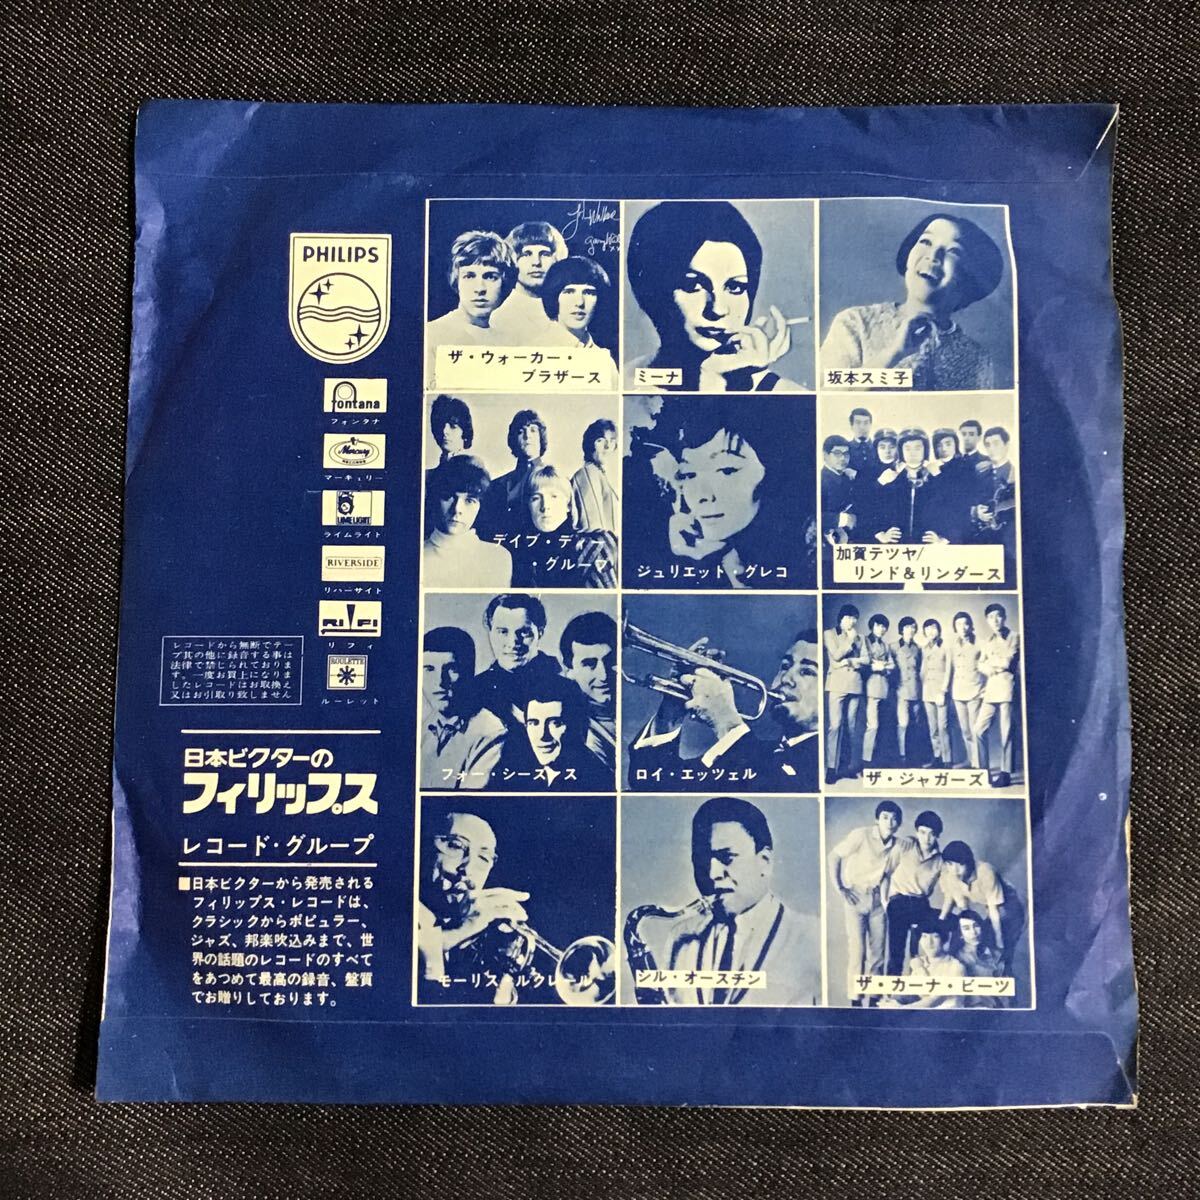 PHILIPS
fontana
フォンタナ
Mercury
マーキュリー
LIMELIGHT
ライムライト
RIVERSIDE
リバーサイド
RI-FI
リフィ
ROULETTE
ルーレット
レコードから無断でテー
プ其の他に録音する事は
法律で禁じられておりま
す。一度お買上になりま
したレコードはお取換え
又はお引取り致しません
日本ビクターの
フィリップス
レコード・グループ
■日本ビクターから発売される
フィリップス・レコードは、
クラシックからポピュラー、
ジャズ、邦楽吹込みまで、世
界の話題のレコードのすべて
をあつめて最高の録音、盤質
でお贈りしております。
ザ・ウォーカー・
ブラザース
ミーナ
坂本スミ子
デイブ・ディー
・グループ
ジュリエット・グレコ
加賀テツヤ/
リンド&リンダース
フォー・シーズンス
ロイ・エッツェル
ザ・ジャガーズ
モーリス・ルクレール
シル・オースチン
ザ・カーナ・ビーツ